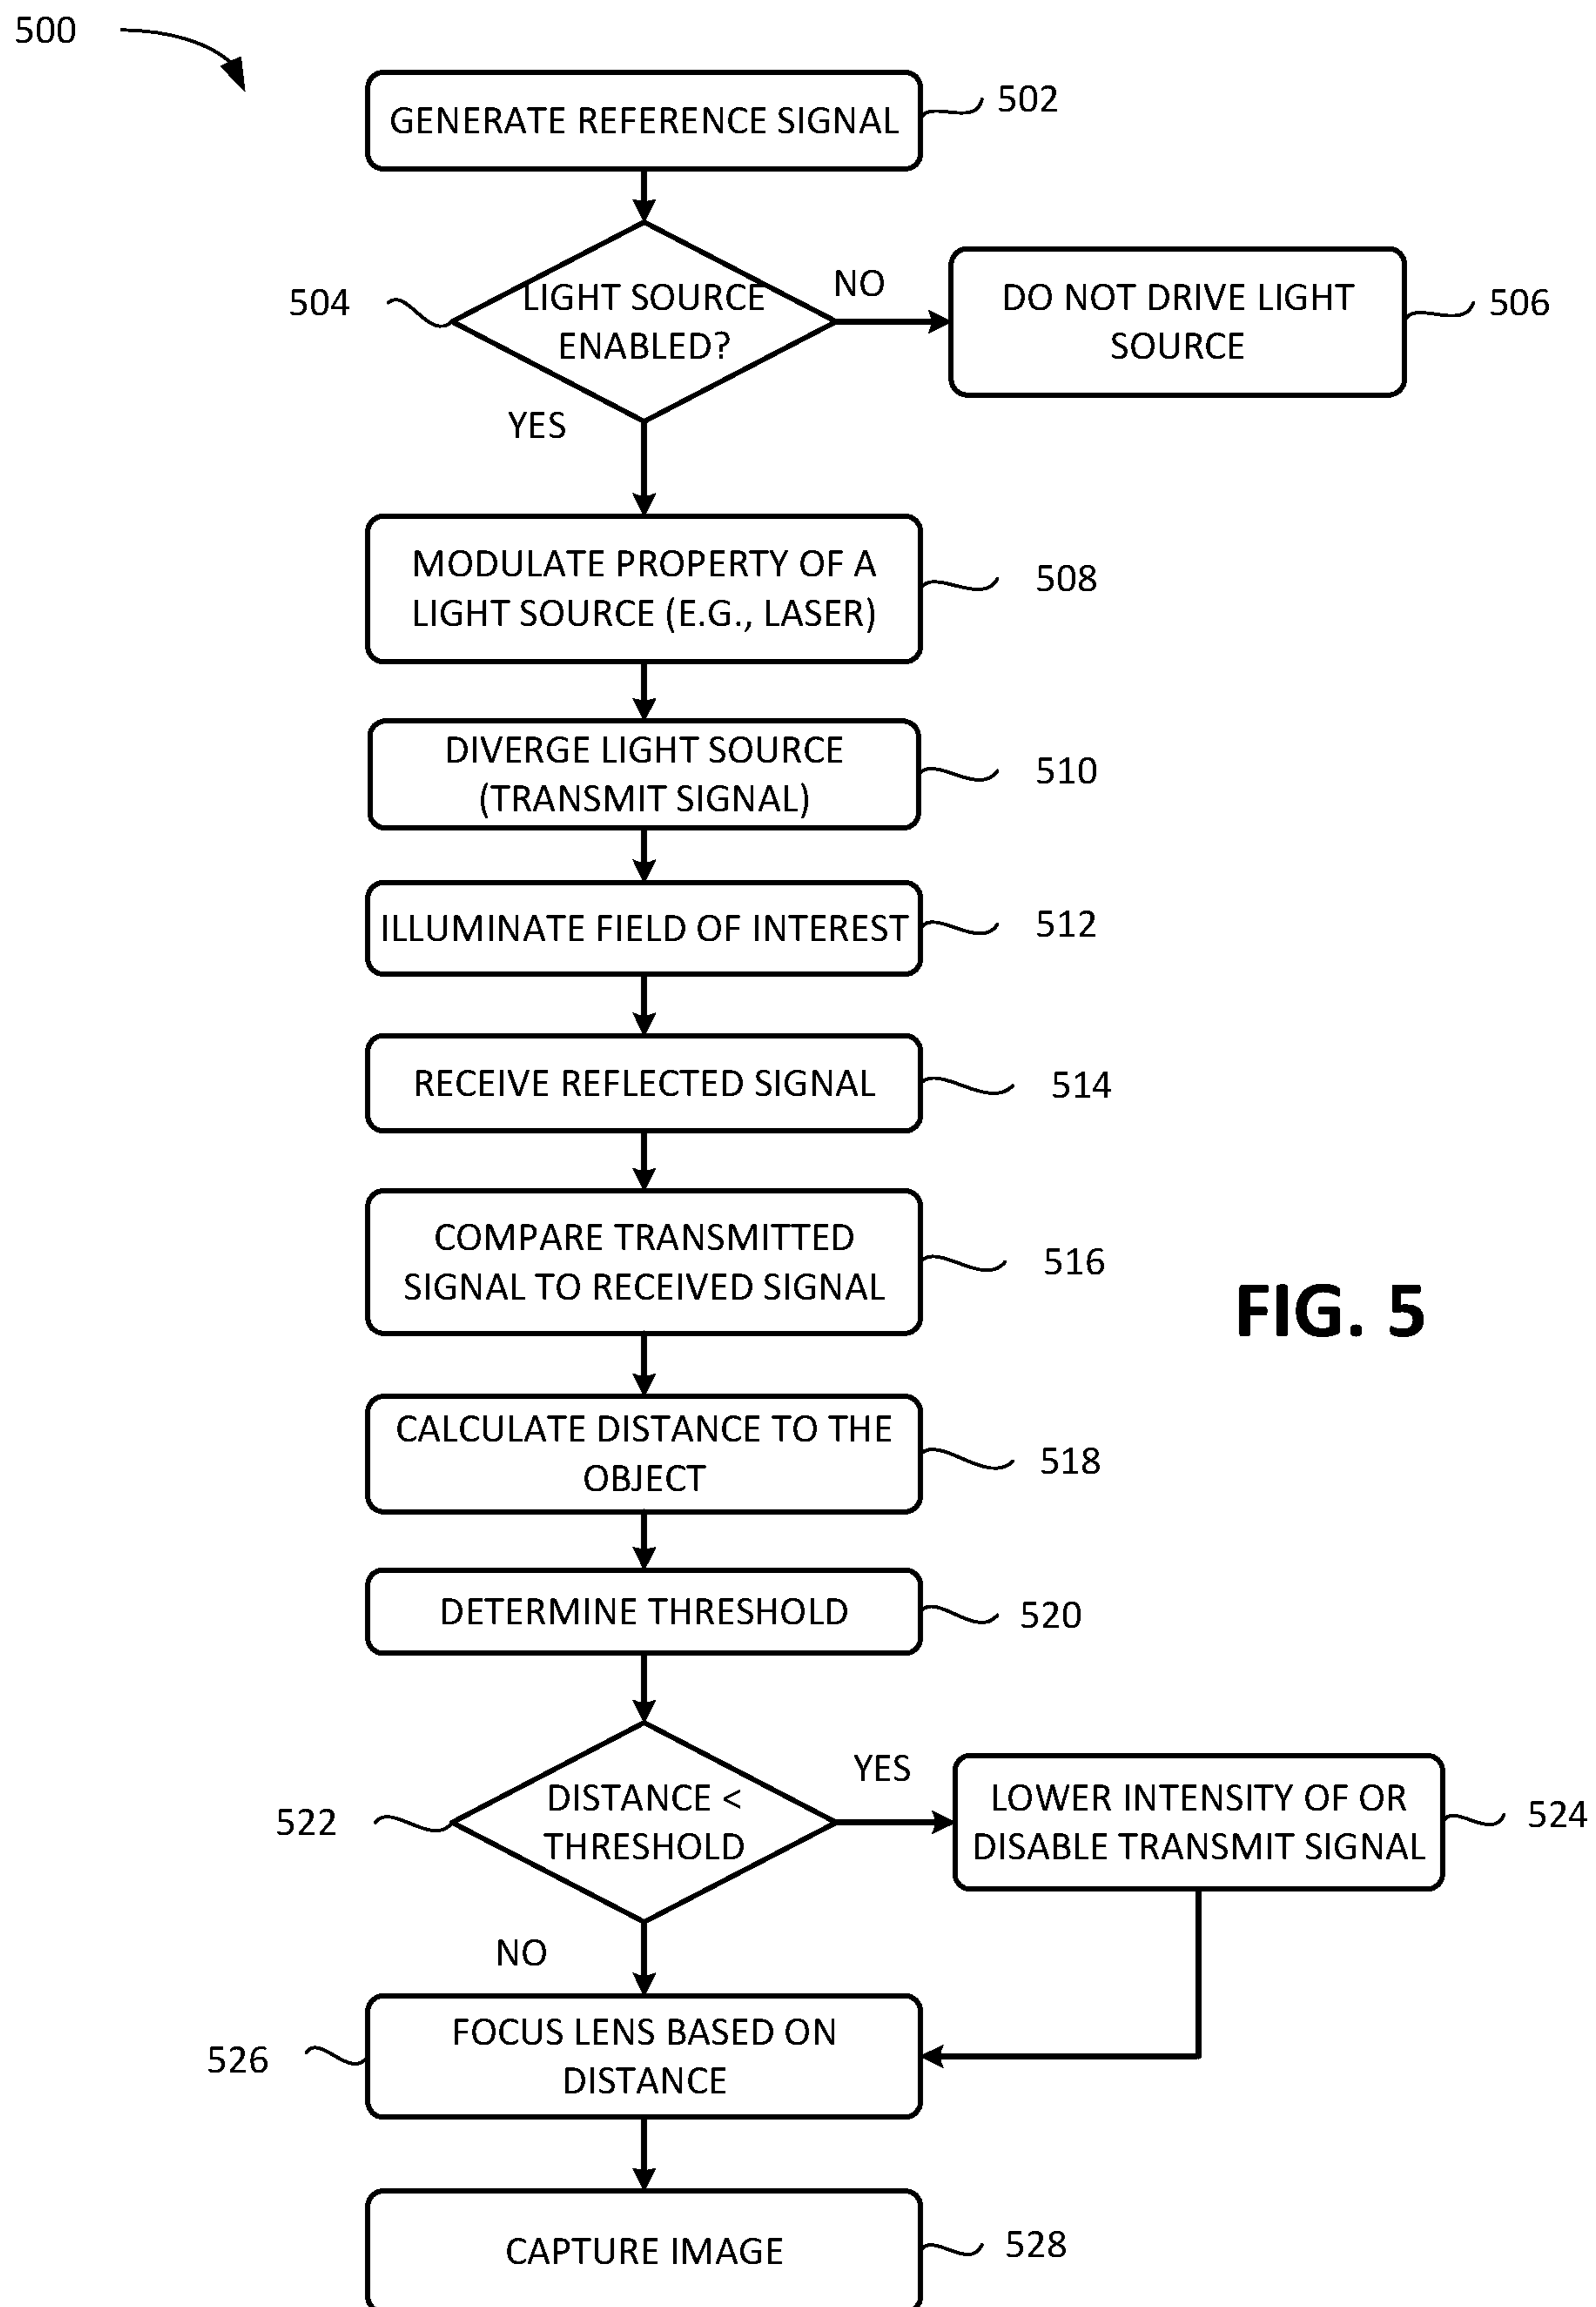 500
GENERATE REFERENCE SIGNAL
502
504
LIGHT SOURCE
ENABLED?
NO
DO NOT DRIVE LIGHT
SOURCE
506
YES
MODULATE PROPERTY OF A
LIGHT SOURCE (E.G., LASER)
508
DIVERGE LIGHT SOURCE
(TRANSMIT SIGNAL)
510
ILLUMINATE FIELD OF INTEREST
512
RECEIVE REFLECTED SIGNAL
514
COMPARE TRANSMITTED
SIGNAL TO RECEIVED SIGNAL
516
FIG. 5
CALCULATE DISTANCE TO THE
OBJECT
518
DETERMINE THRESHOLD
520
522
DISTANCE <
THRESHOLD
YES
LOWER INTENSITY OF OR
DISABLE TRANSMIT SIGNAL
524
NO
526
FOCUS LENS BASED ON
DISTANCE
CAPTURE IMAGE
528